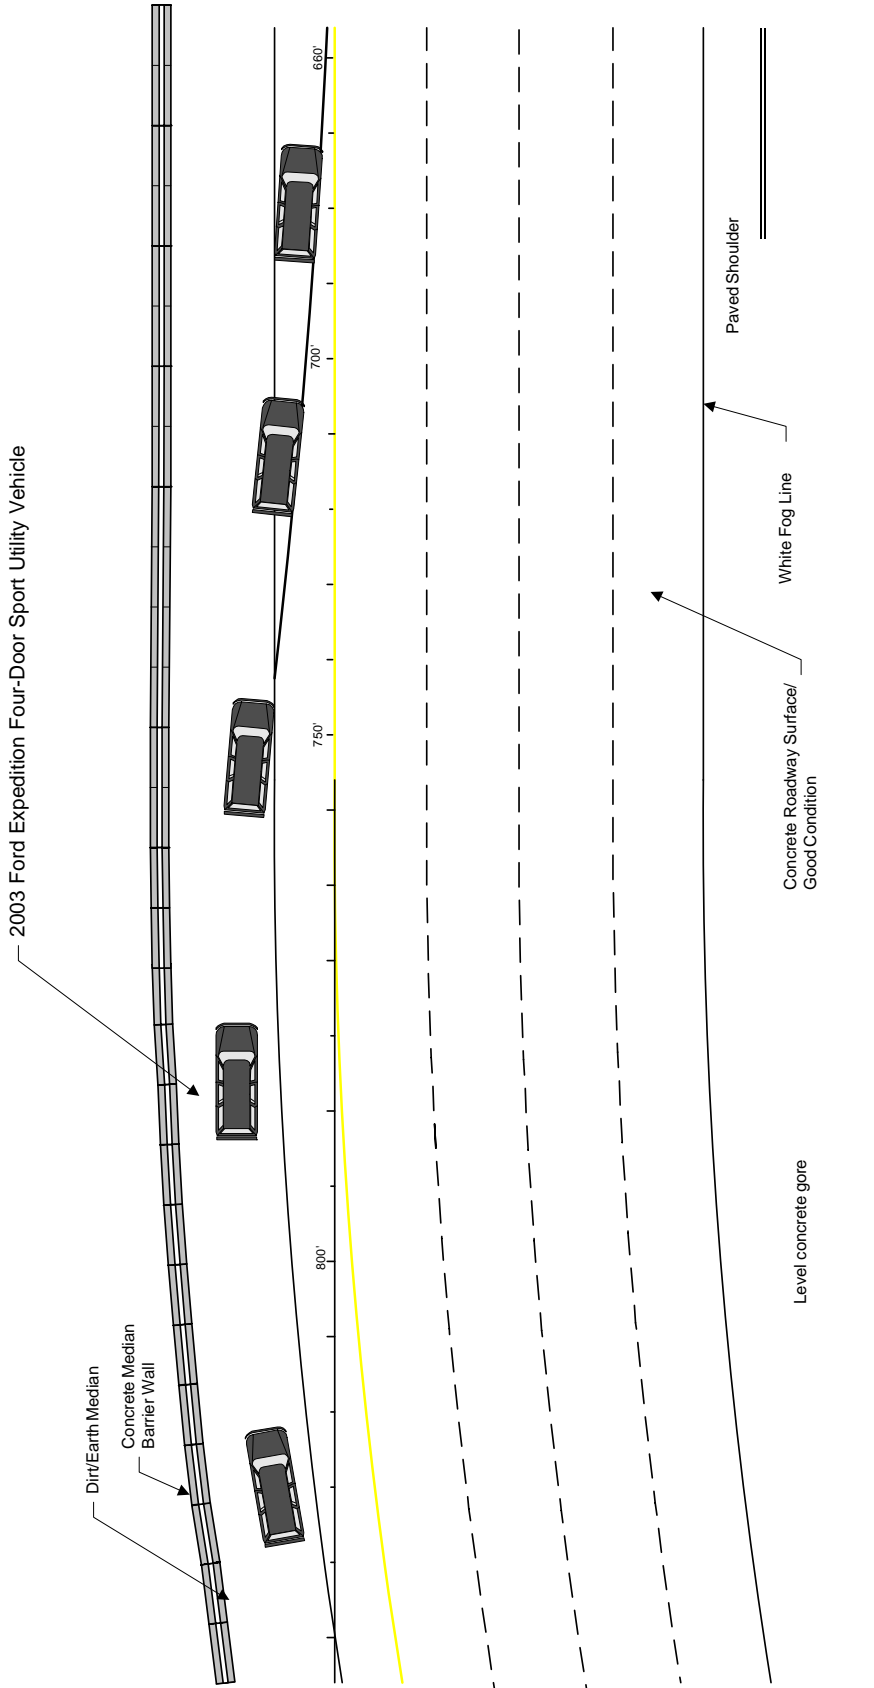 2003 Ford Expedition Four-Door Sport Utility Vehicle
Dirt/Earth Median
Concrete Median
Barrier Wall
800'
750'
700'
660'
Level concrete gore
Concrete Roadway Surface/
Good Condition
White Fog Line
Paved Shoulder